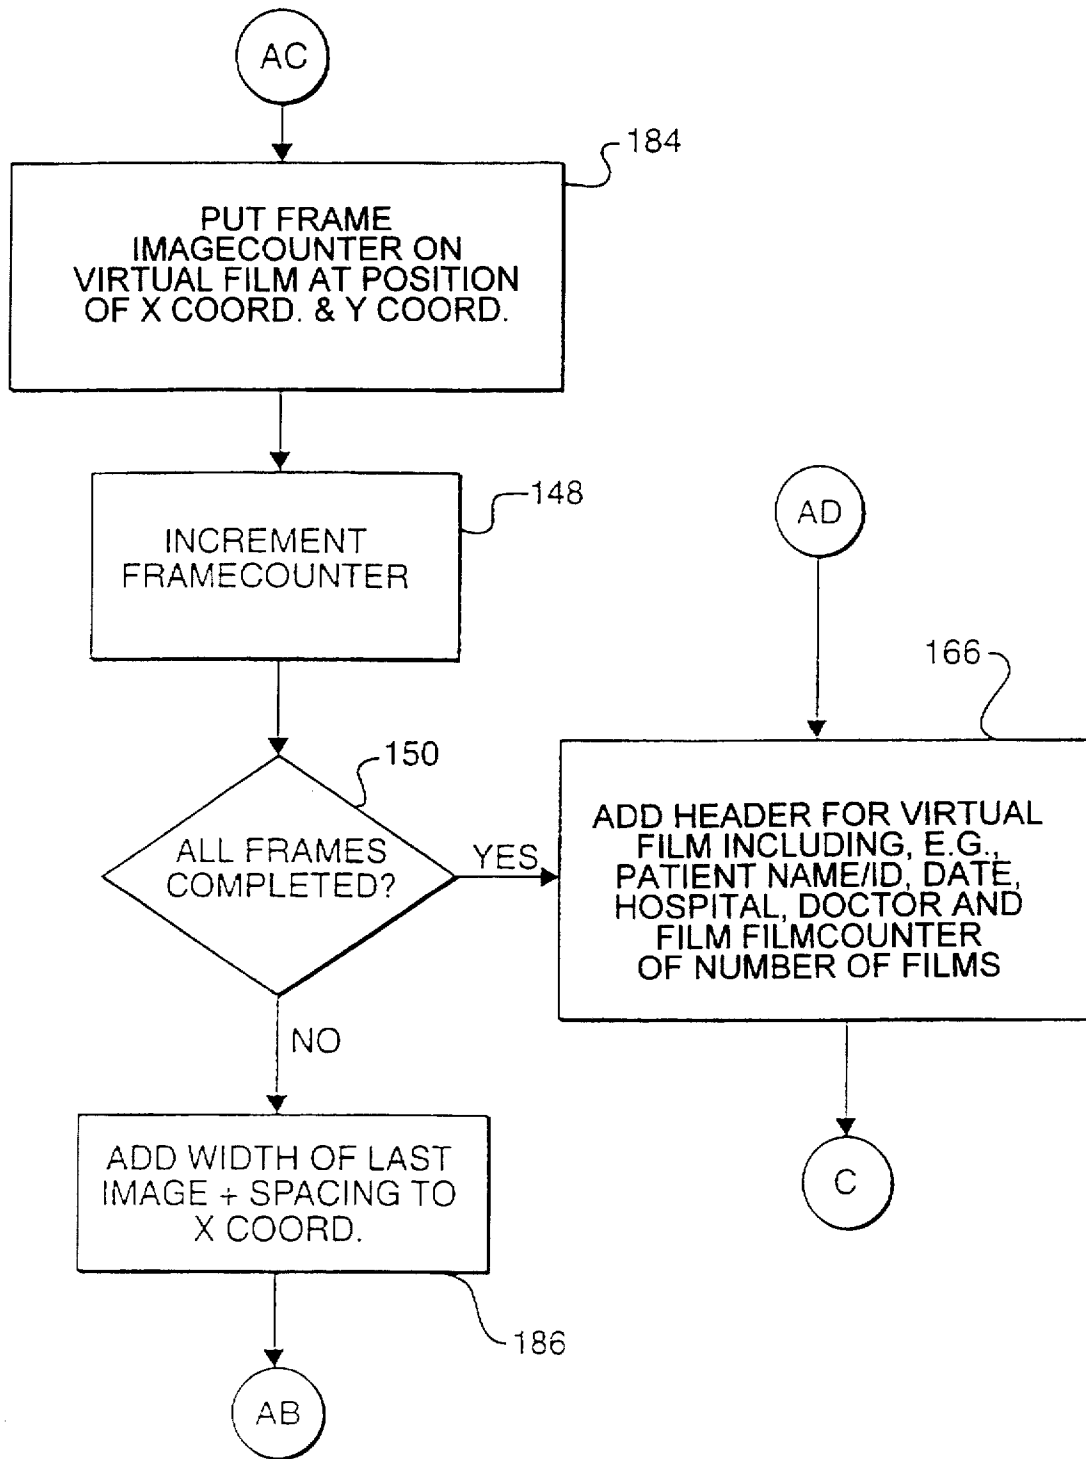 AC
184
PUT FRAME
IMAGECOUNTER ON
VIRTUAL FILM AT POSITION
OF X COORD. & Y COORD.
148
INCREMENT
FRAMECOUNTER
AD
166
150
ALL FRAMES
COMPLETED?
YES
ADD HEADER FOR VIRTUAL
FILM INCLUDING, E.G.,
PATIENT NAME/ID, DATE,
HOSPITAL, DOCTOR AND
FILM FILMCOUNTER
OF NUMBER OF FILMS
NO
ADD WIDTH OF LAST
IMAGE + SPACING TO
X COORD.
186
C
AB